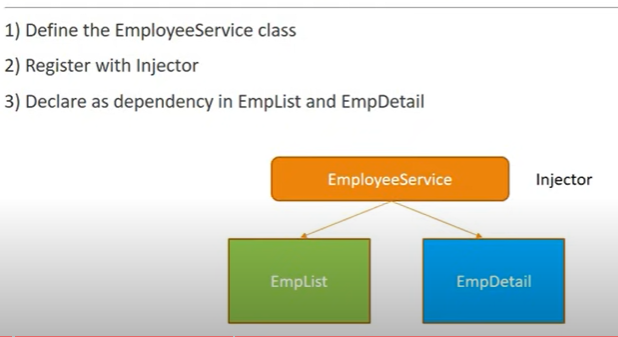 1) Define the EmployeeService class
2) Register with Injector
3) Declare as dependency in EmpList and EmpDetail
EmployeeService
Injector
EmpList
EmpDetail